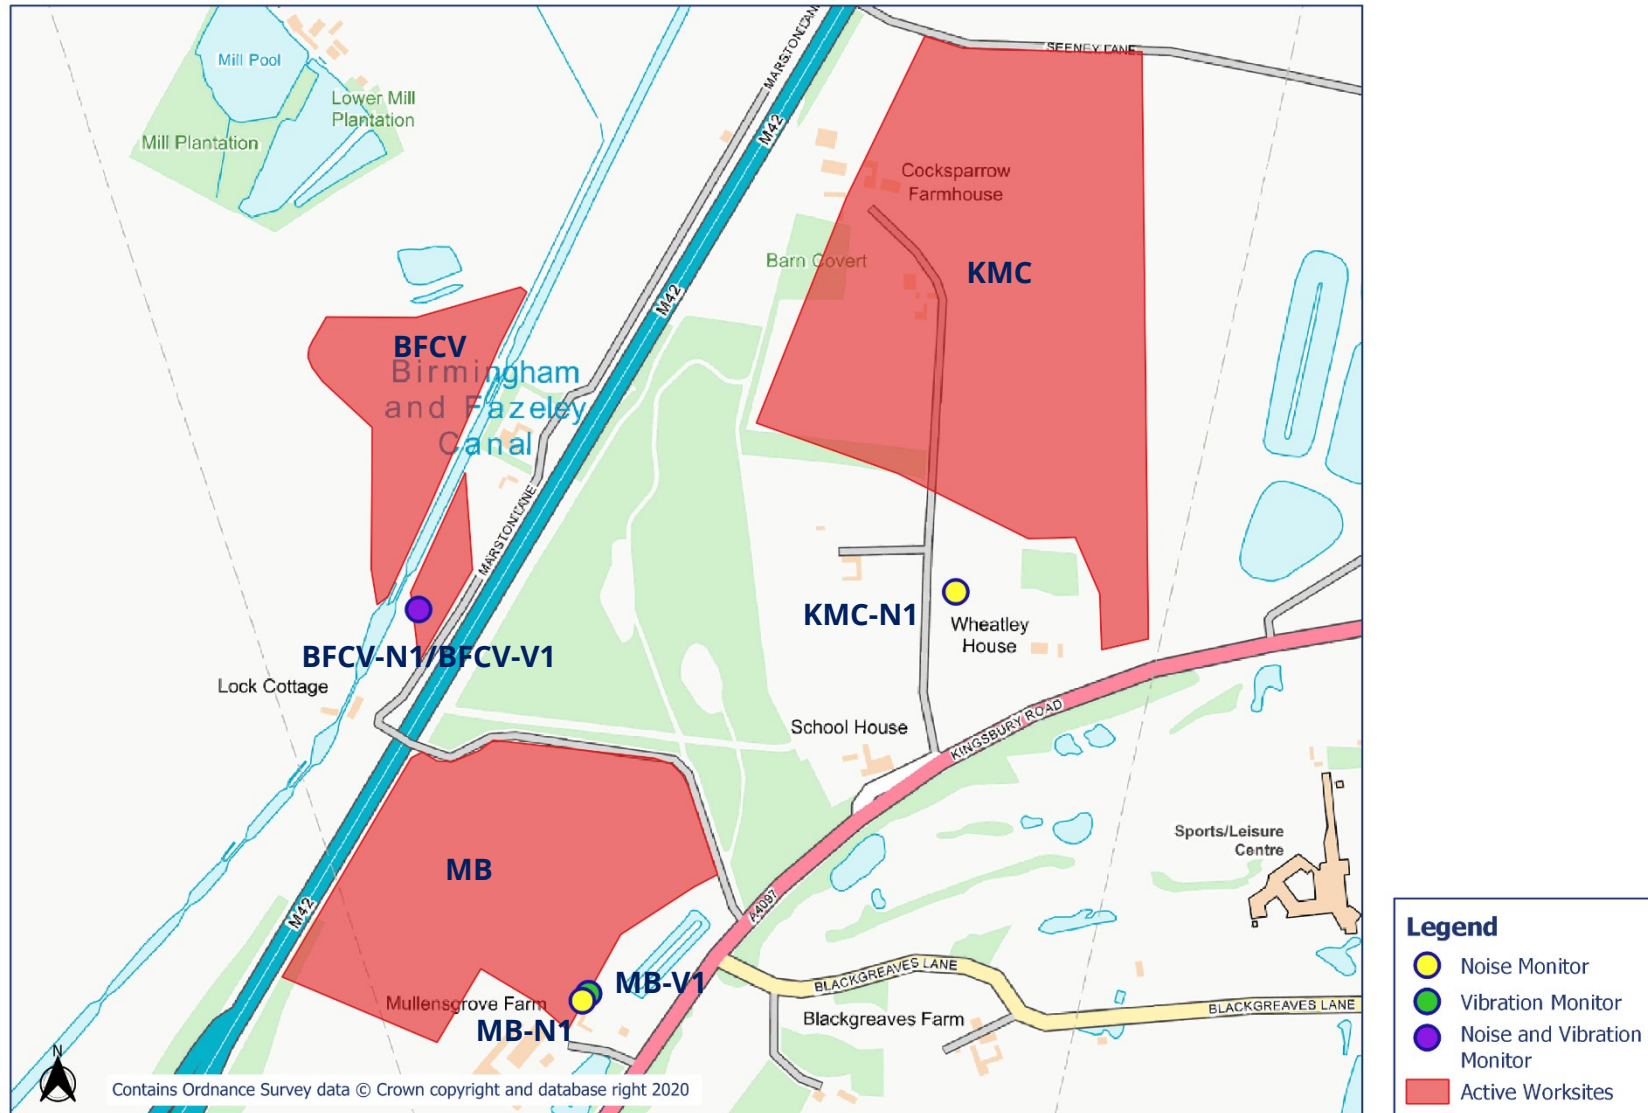 MARSTON LANE
SEENEY LANE
Mill Pool
Lower Mill
Plantation
Mill Plantation
M42
Cocksparrow
Farmhouse
Barn Covert
KMC
M42
BFCV
Birmingham
and Fazeley
Canal
MARSTON LANE
KMC-N1
Wheatley
House
BFCV-N1/BFCV-V1
Lock Cottage
School House
KINGSBURY ROAD
Sports/Leisure
Centre
MB
M42
A4097
BLACKGREAVES LANE
MB-V1
Mullensgrove Farm
BLACKGREAVES LANE
Blackgreaves Farm
MB-N1
N
Contains Ordnance Survey data © Crown copyright and database right 2020
Legend
Noise Monitor
Vibration Monitor
Noise and Vibration
Monitor
Active Worksites